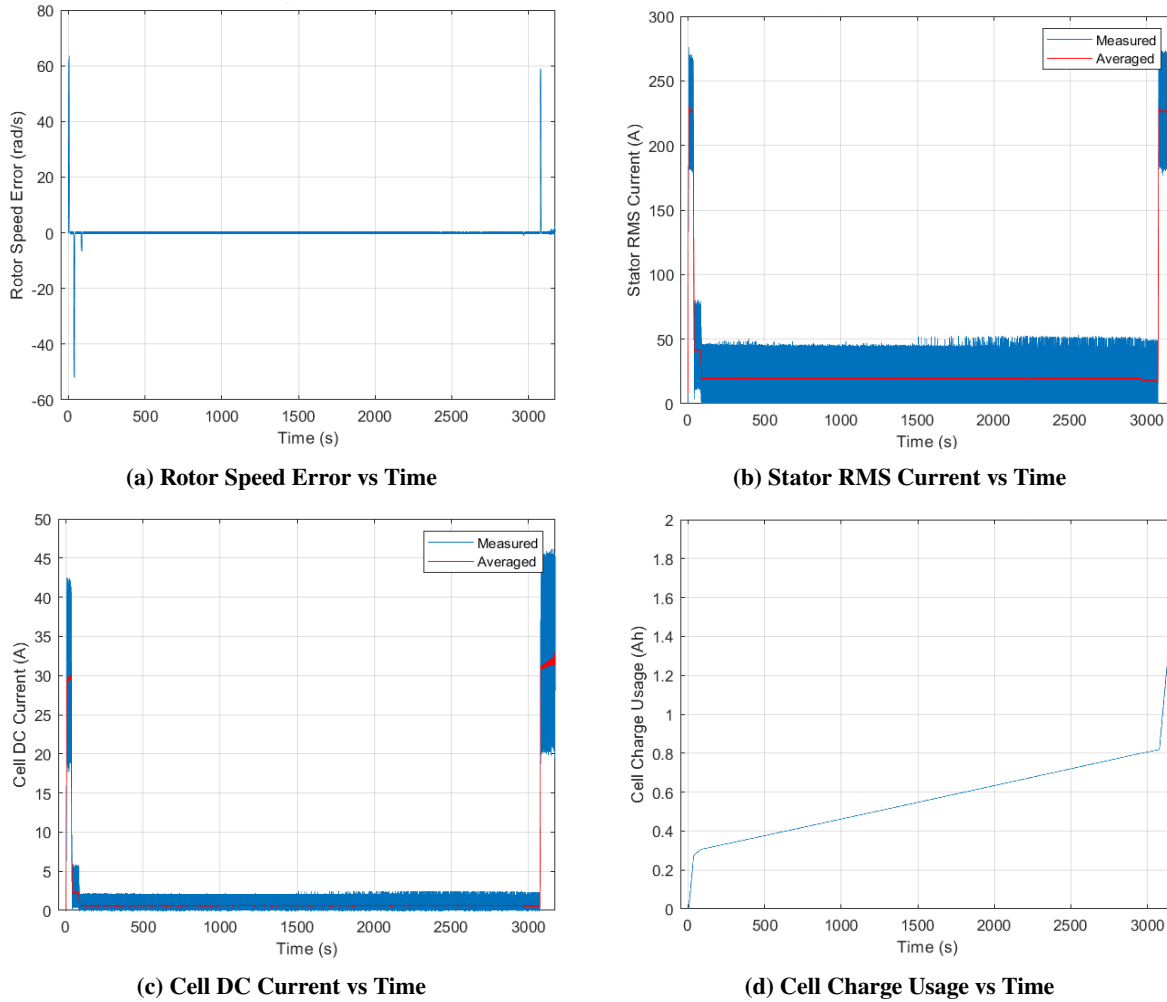 80
60
40
20
0
-20
-40
-60
Rotor Speed Error (rad/s)
0 500 1000 1500 2000 2500 3000
Time (s)
(a) Rotor Speed Error vs Time
300
250
200
150
100
50
0
Stator RMS Current (A)
Measured
Averaged
0 500 1000 1500 2000 2500 3000
Time (s)
(b) Stator RMS Current vs Time
50
45
40
35
30
25
20
15
10
5
0
Cell DC Current (A)
Measured
Averaged
0 500 1000 1500 2000 2500 3000
Time (s)
(c) Cell DC Current vs Time
2
1.8
1.6
1.4
1.2
1
0.8
0.6
0.4
0.2
0
Cell Charge Usage (Ah)
0 500 1000 1500 2000 2500 3000
Time (s)
(d) Cell Charge Usage vs Time